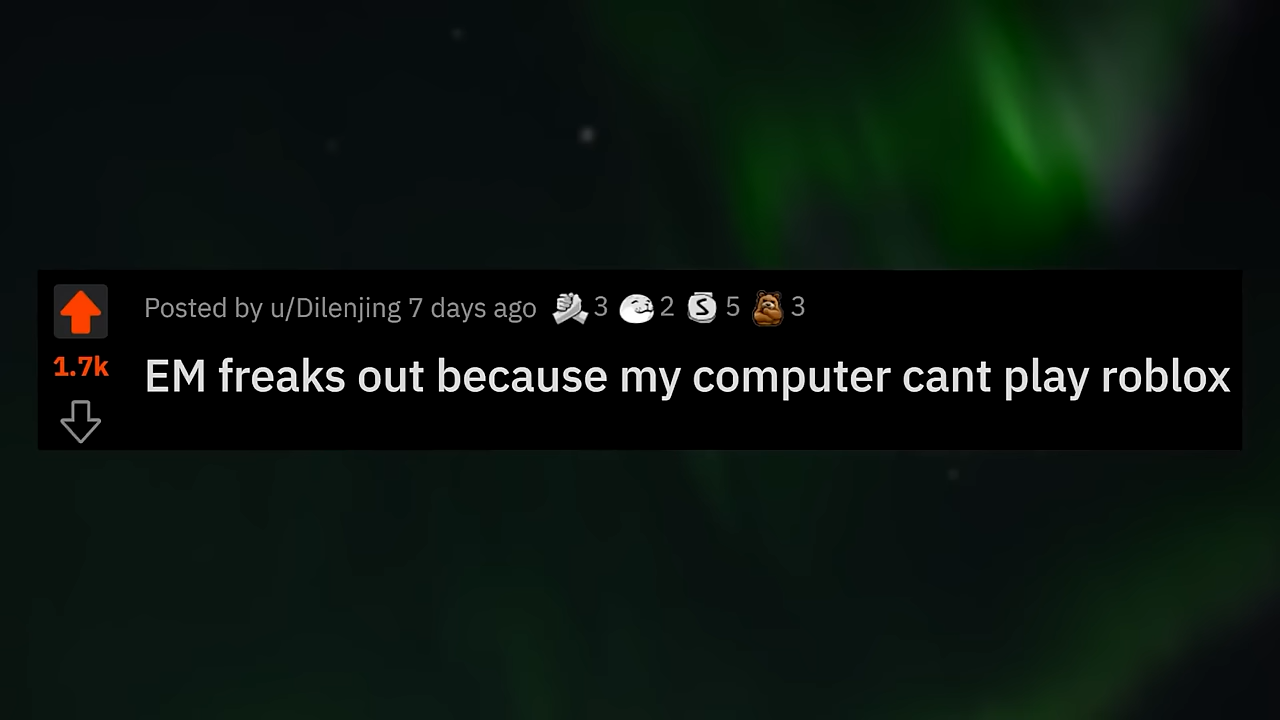 Posted by u/Dilenjing 7 days ago 3 2 S 5 3
1.7k
EM freaks out because my computer cant play roblox